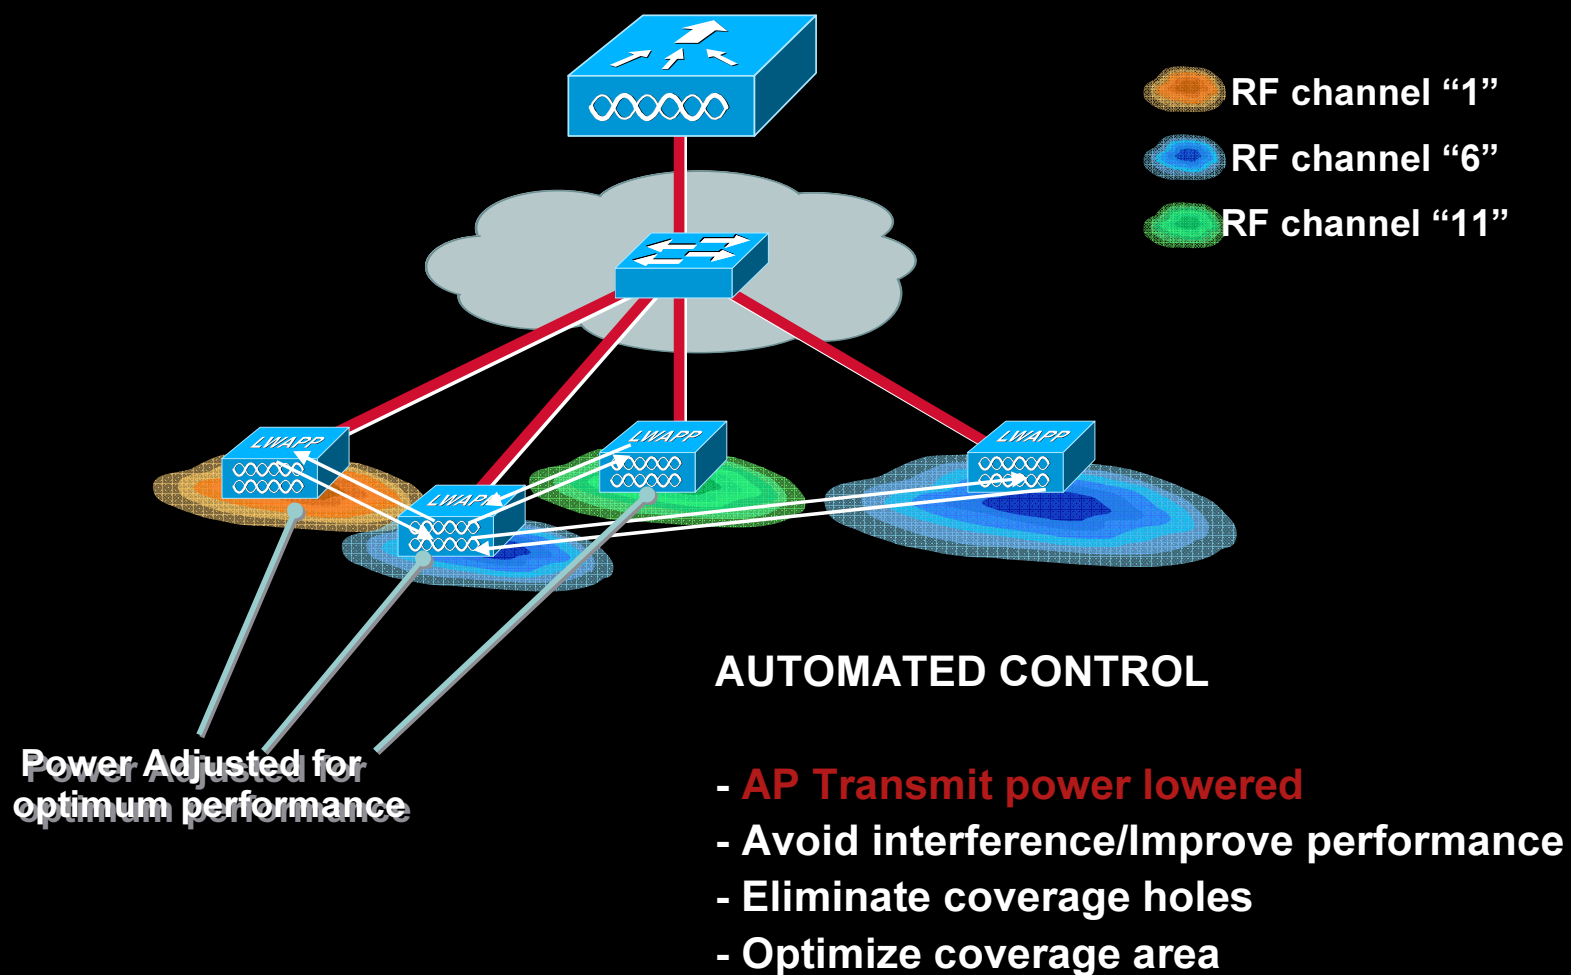 RF channel “1”
RF channel “6”
RF channel “11”
LWAPP
LWAPP
LWAPP
LWAPP
Power Adjusted for
optimum performance
AUTOMATED CONTROL
- AP Transmit power lowered
- Avoid interference/Improve performance
- Eliminate coverage holes
- Optimize coverage area